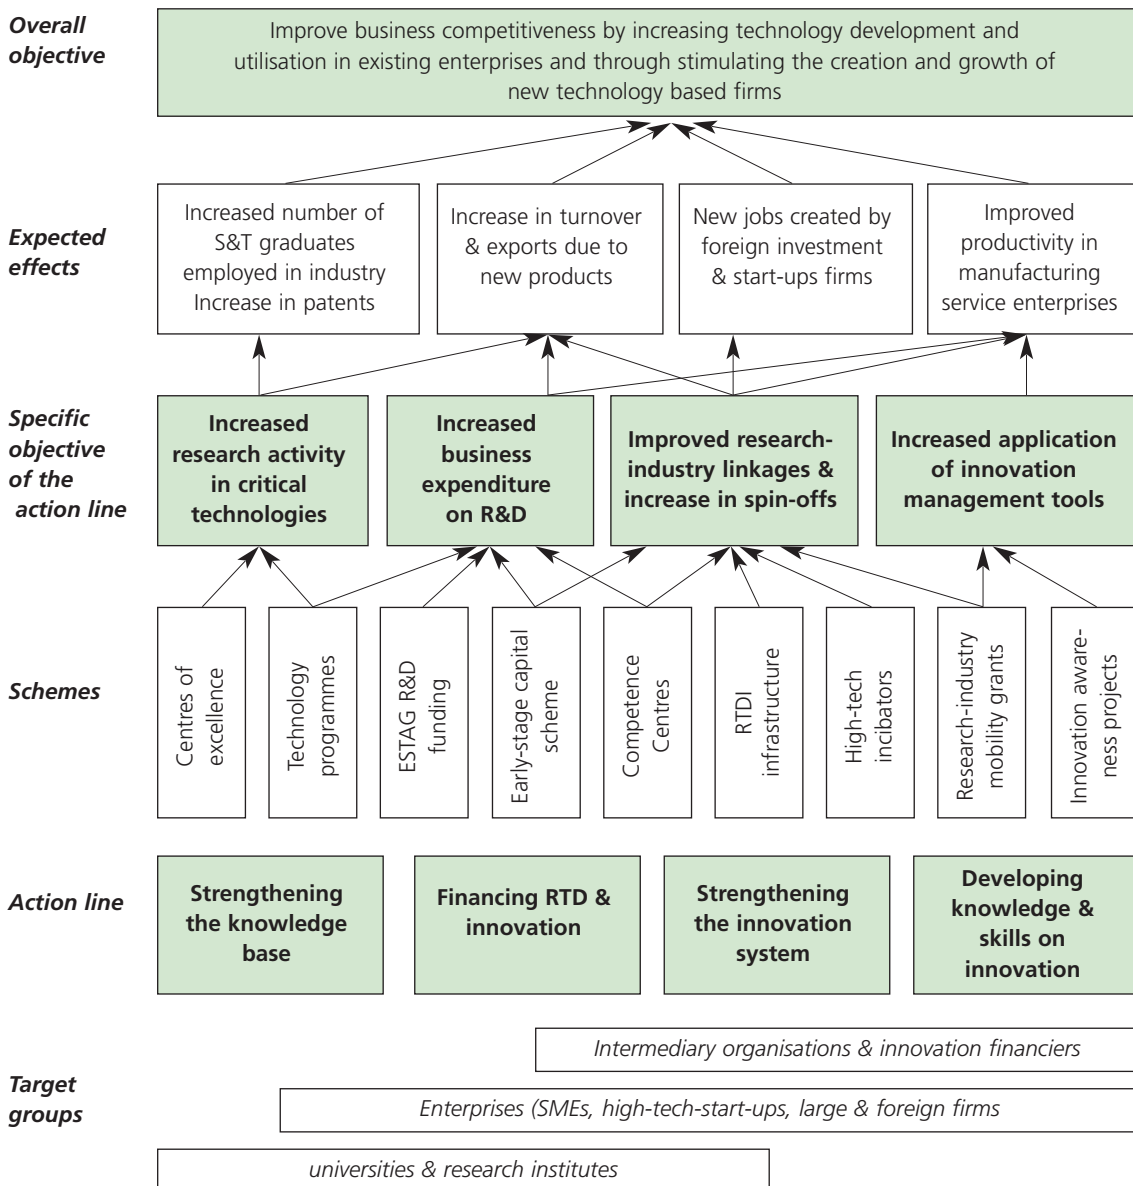 Overall
objective
Improve business competitiveness by increasing technology development and
utilisation in existing enterprises and through stimulating the creation and growth of
new technology based firms
Expected
effects
Increased number of
S&T graduates
employed in industry
Increase in patents
Increase in turnover
& exports due to
new products
New jobs created by
foreign investment
& start-ups firms
Improved
productivity in
manufacturing
service enterprises
Specific
objective
of the
action line
Increased
research activity
in critical
technologies
Increased
business
expenditure
on R&D
Improved research-
industry linkages &
increase in spin-offs
Increased application
of innovation
management tools
Schemes
Centres of
excellence
Technology
programmes
ESTAG R&D
funding
Early-stage capital
scheme
Competence
Centres
RTDI
infrastructure
High-tech
incibators
Research-industry
mobility grants
Innovation aware-
ness projects
Action line
Strengthening
the knowledge
base
Financing RTD &
innovation
Strengthening
the innovation
system
Developing
knowledge &
skills on
innovation
Target
groups
Intermediary organisations & innovation financiers
Enterprises (SMEs, high-tech-start-ups, large & foreign firms
universities & research institutes